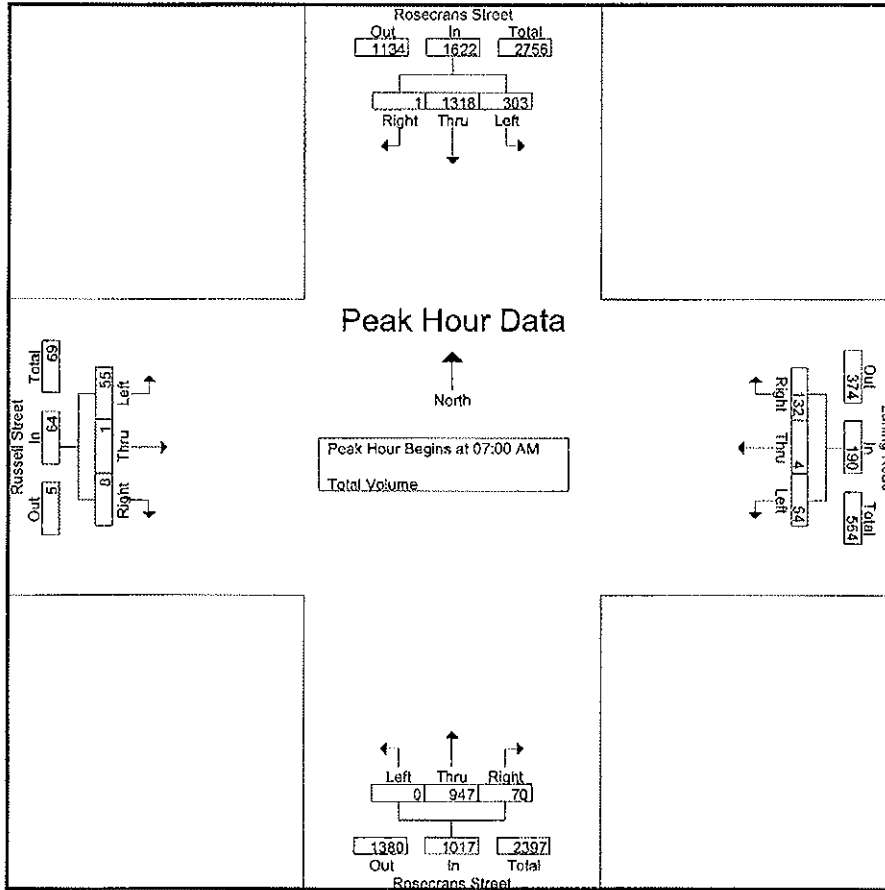 Rosecrans Street
Out In Total
1134 1622 2756
1 1318 303
Right Thru Left
Peak Hour Data
North
Peak Hour Begins at 07:00 AM
Total Volume
Russell Street
Out In Total
5 64 69
Right Thru Left
8 1 55
Out In Total
374 190 564
Right Thru Left
132 4 54
Left Thru Right
0 947 70
1380 1017 2397
Out In Total
Rosecrans Street